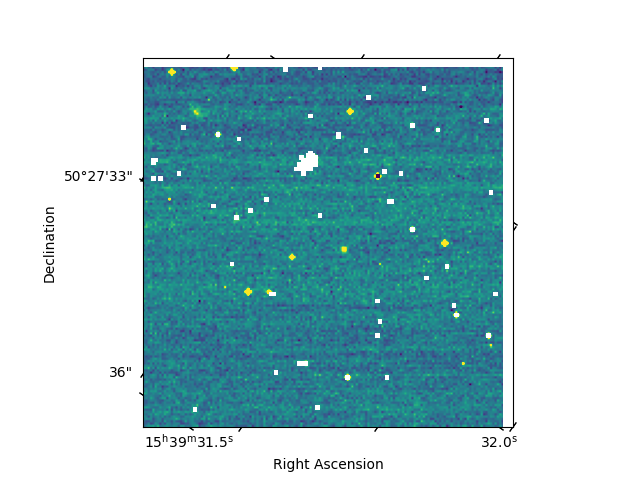 50°27'33"
Declination
36"
15ʰ39ᵐ31.5ˢ
32.0ˢ
Right Ascension